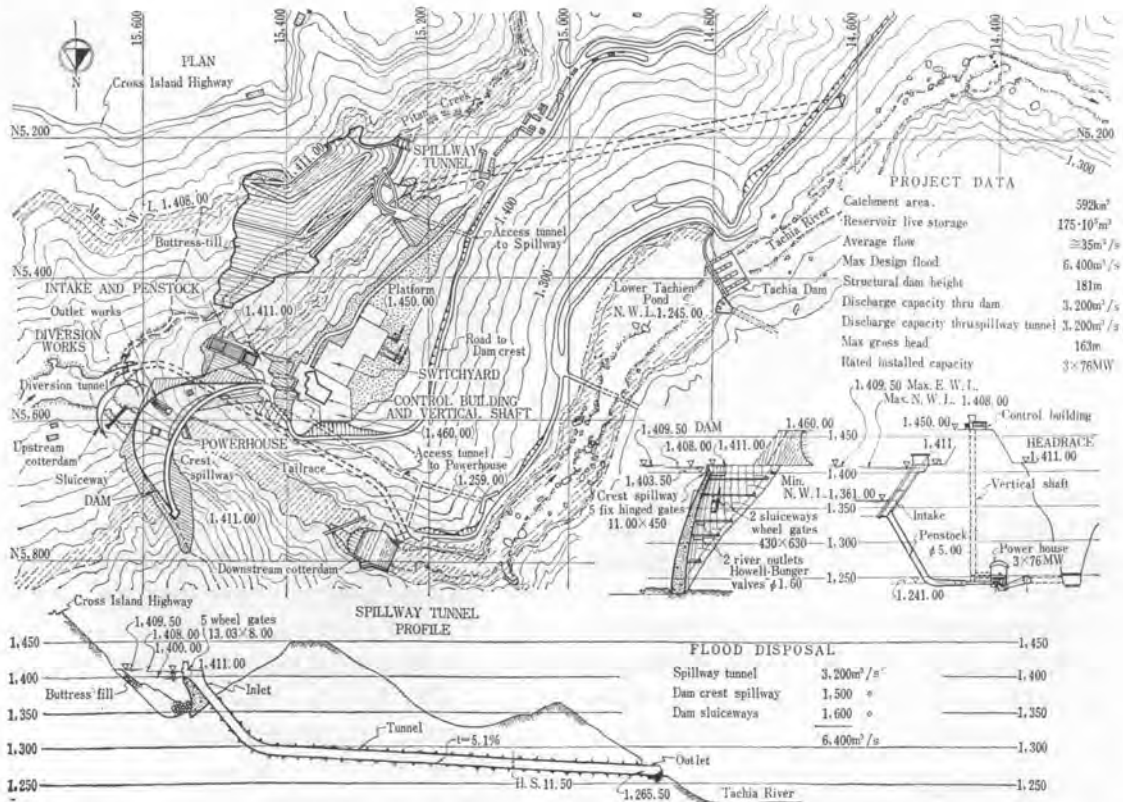 15.600
15.400
15.200
15.000
14.800
14.600
14.400
PLAN
N
Cross Island Highway
Pitan Creek
N5.200
N5.200
SPILLWAY
TUNNEL
1.411.00
1.300
PROJECT DATA
Catchment area. 592km²
Reservoir live storage
Average flow ≅35m³/s
Max Design flood. 6.400m³/s
Structural dam height 181m
Discharge capacity thru dam 3.200m³/s
Discharge capacity thruspillway tunnel 3.200m³/s
Max gross head 163m
Rated installed capacity 3×76MW
Max. N. W. L. 1.408.00
1.400
Access tunnel
to Spillway
Buttress-till
Tachia River
N5.400
INTAKE AND PENSTOCK
Platform
1.450.00
1.300
Lower Tachien
Pond
N. W. L. 1.245.00
Tachia Dam
Outlet works
1.411.00
DIVERSION
WORKS
Road to
Dam crest
Diversion tunnel
SWITCHYARD
CONTROL BUILDING
AND VERTICAL SHAFT
N5.600
(1.460.00)
Upstream
cotterdam
POWERHOUSE
Crest
spillway
Tailrace
Access tunnel
to Powerhouse
(1.259.00)
Sluiceway
DAM
1.411.00
N5.800
Downstream cotterdam
1.409.50 DAM 1.460.00
1.408.00 1.411.00
1.403.50
Crest spillway
5 fix hinged gates
11.00×450
2 sluiceways
wheel gates
430×630
2 river outlets
Howell-Bunger
valves ϕ1.60
1.409.50 Max. E. W. L.
Max. N. W. L. 1.408.00
1.450.00 Control building
1.450
1.411
HEADRACE
1.411.00
1.400
Min.
N. W. L. 1.361.00
Vertical shaft
1.350
Intake
Penstock
ϕ5.00
1.300
Power house
3×76MW
1.250
1.241.00
Cross Island Highway
SPILLWAY TUNNEL
PROFILE
1.409.50
1.408.00
1.400.00
5 wheel gates
13.03×8.00
1.411.00
1.450
1.450
1.400
1.400
Buttress fill
Inlet
1.350
1.350
Tunnel
1.300
1.300
i=5.1%
H. S. 11.50
Outlet
1.250
1.250
1.265.50
Tachia River
FLOOD DISPOSAL
Spillway tunnel 3.200m³/s
Dam crest spillway 1,500 〃
Dam sluiceways 1,600 〃
6.400m³/s